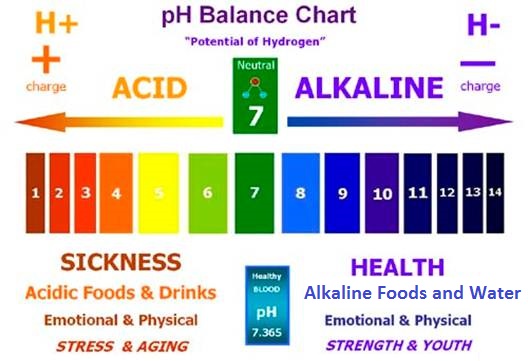 pH Balance Chart
"Potential of Hydrogen"
H+
+
charge
ACID
Neutral
7
ALKALINE
H-
—
charge
1 2 3 4 5 6 7 8 9 10 11 12 13 14
SICKNESS
Acidic Foods & Drinks
Emotional & Physical
STRESS & AGING
Healthy
BLOOD
pH
7.365
HEALTH
Alkaline Foods and Water
Emotional & Physical
STRENGTH & YOUTH